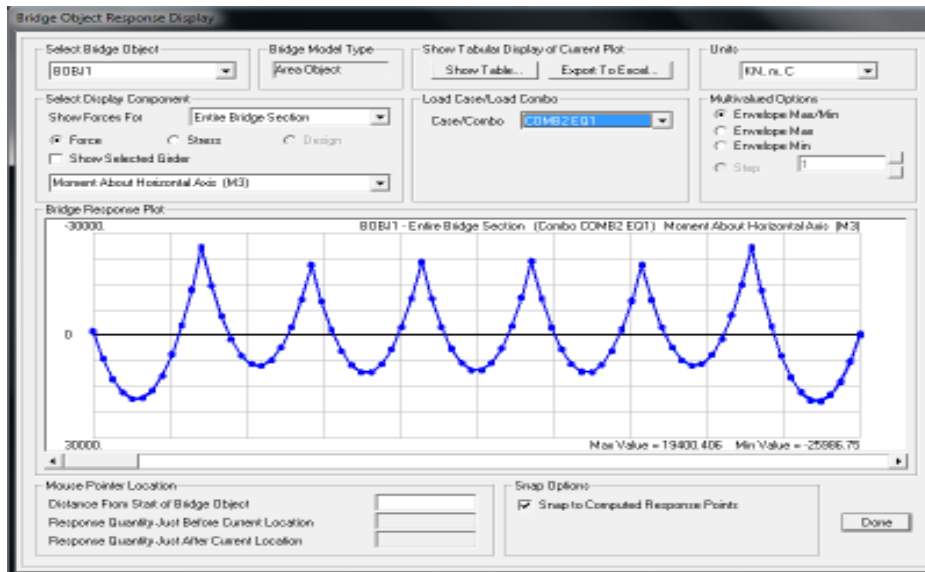 Bridge Object Response Display
Select Bridge Object
BOBJ1
Bridge Model Type
Area Object
Show Tabular Display of Current Plot
Show Table...
Export To Excel...
Units
KN, m, C
Select Display Component
Show Forces For
Entire Bridge Section
Force
Stress
Design
Show Selected Girder
Moment About Horizontal Axis (M3)
Load Case/Load Combo
Case/Combo
COMB2 EQ1
Multivalued Options
Envelope Max/Min
Envelope Max
Envelope Min
Step
1
Bridge Response Plot
-30000.
BOBJ1 - Entire Bridge Section (Combo COMB2 EQ1) Moment About Horizontal Axis (M3)
0
30000.
Max Value = 19400.406 Min Value = -25986.75
Mouse Pointer Location
Distance From Start of Bridge Object
Response Quantity Just Before Current Location
Response Quantity Just After Current Location
Snap Options
Snap to Computed Response Points
Done